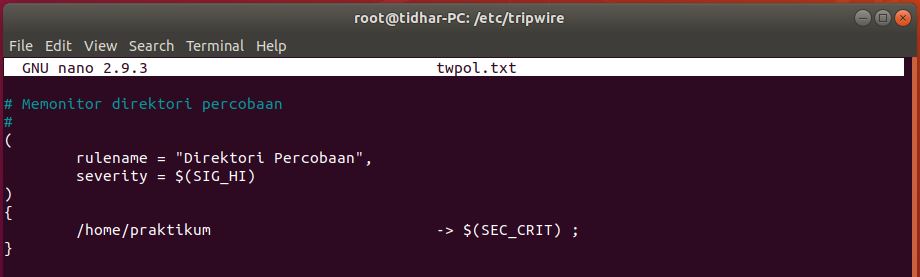 root@tidhar-PC: /etc/tripwire
File Edit View Search Terminal Help
GNU nano 2.9.3 twpol.txt
# Memonitor direktori percobaan
#
(
rulename = "Direktori Percobaan",
severity = $(SIG_HI)
)
{
/home/praktikum -> $(SEC_CRIT) ;
}